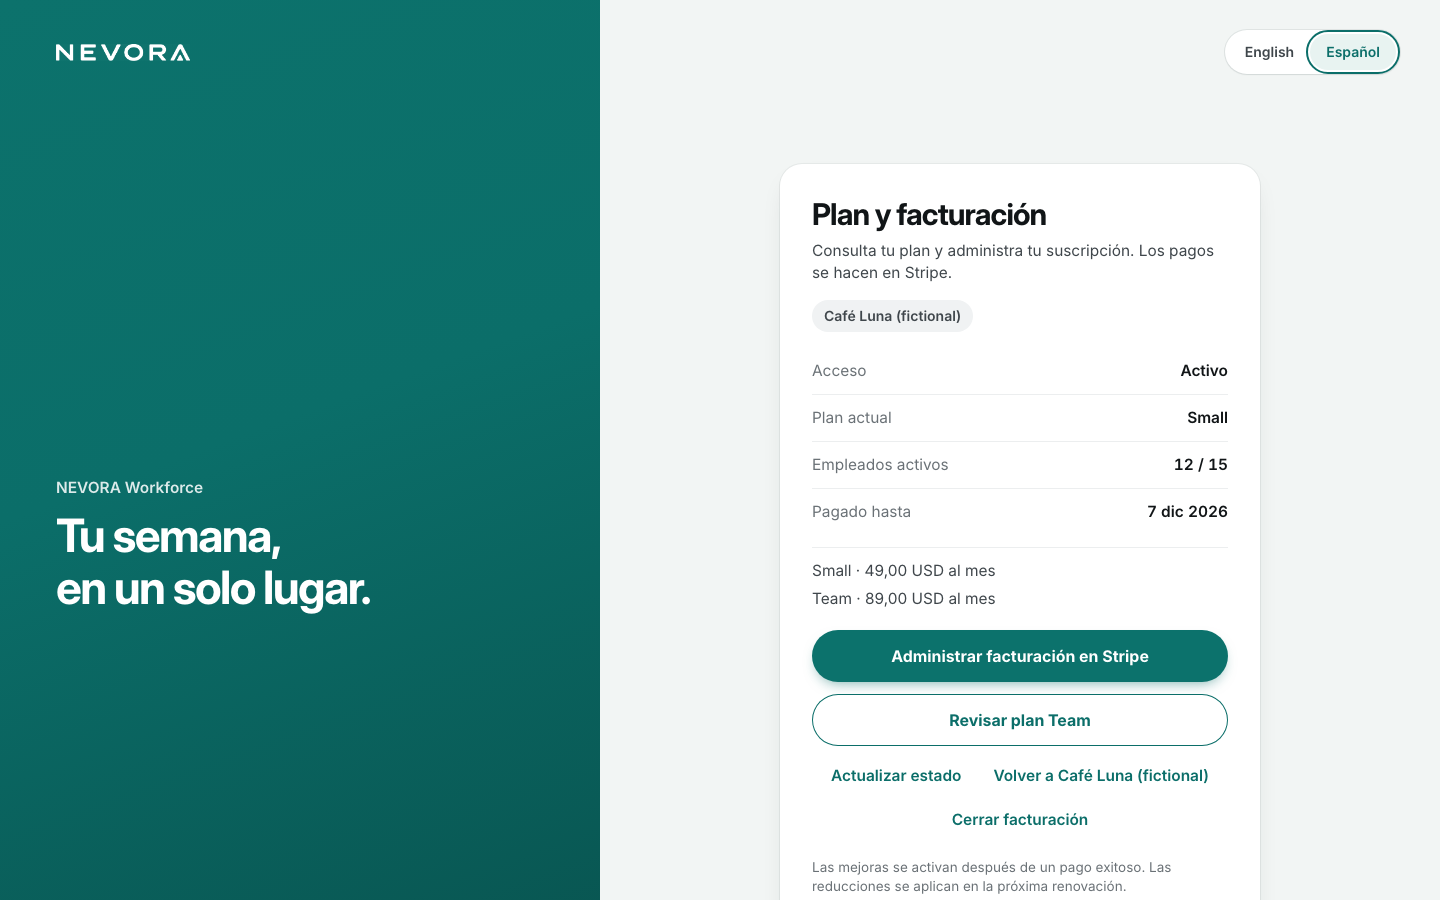 NEVORA
English
Español
Plan y facturación
Consulta tu plan y administra tu suscripción. Los pagos
se hacen en Stripe.
Café Luna (fictional)
Acceso Activo
Plan actual Small
Empleados activos 12 / 15
Pagado hasta 7 dic 2026
Small · 49,00 USD al mes
Team · 89,00 USD al mes
Administrar facturación en Stripe
Revisar plan Team
Actualizar estado
Volver a Café Luna (fictional)
Cerrar facturación
Las mejoras se activan después de un pago exitoso. Las
reducciones se aplican en la próxima renovación.
NEVORA Workforce
Tu semana,
en un solo lugar.